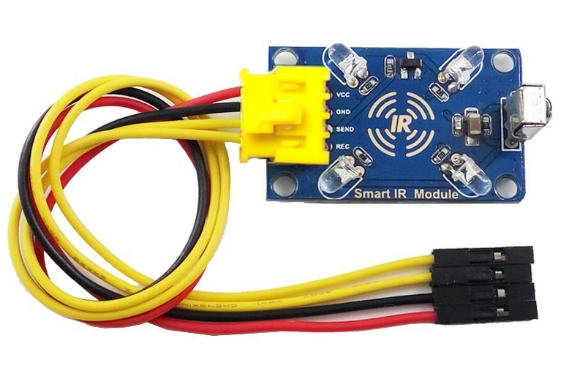 VCC
GND
SEND
REC
IR
Smart IR Module